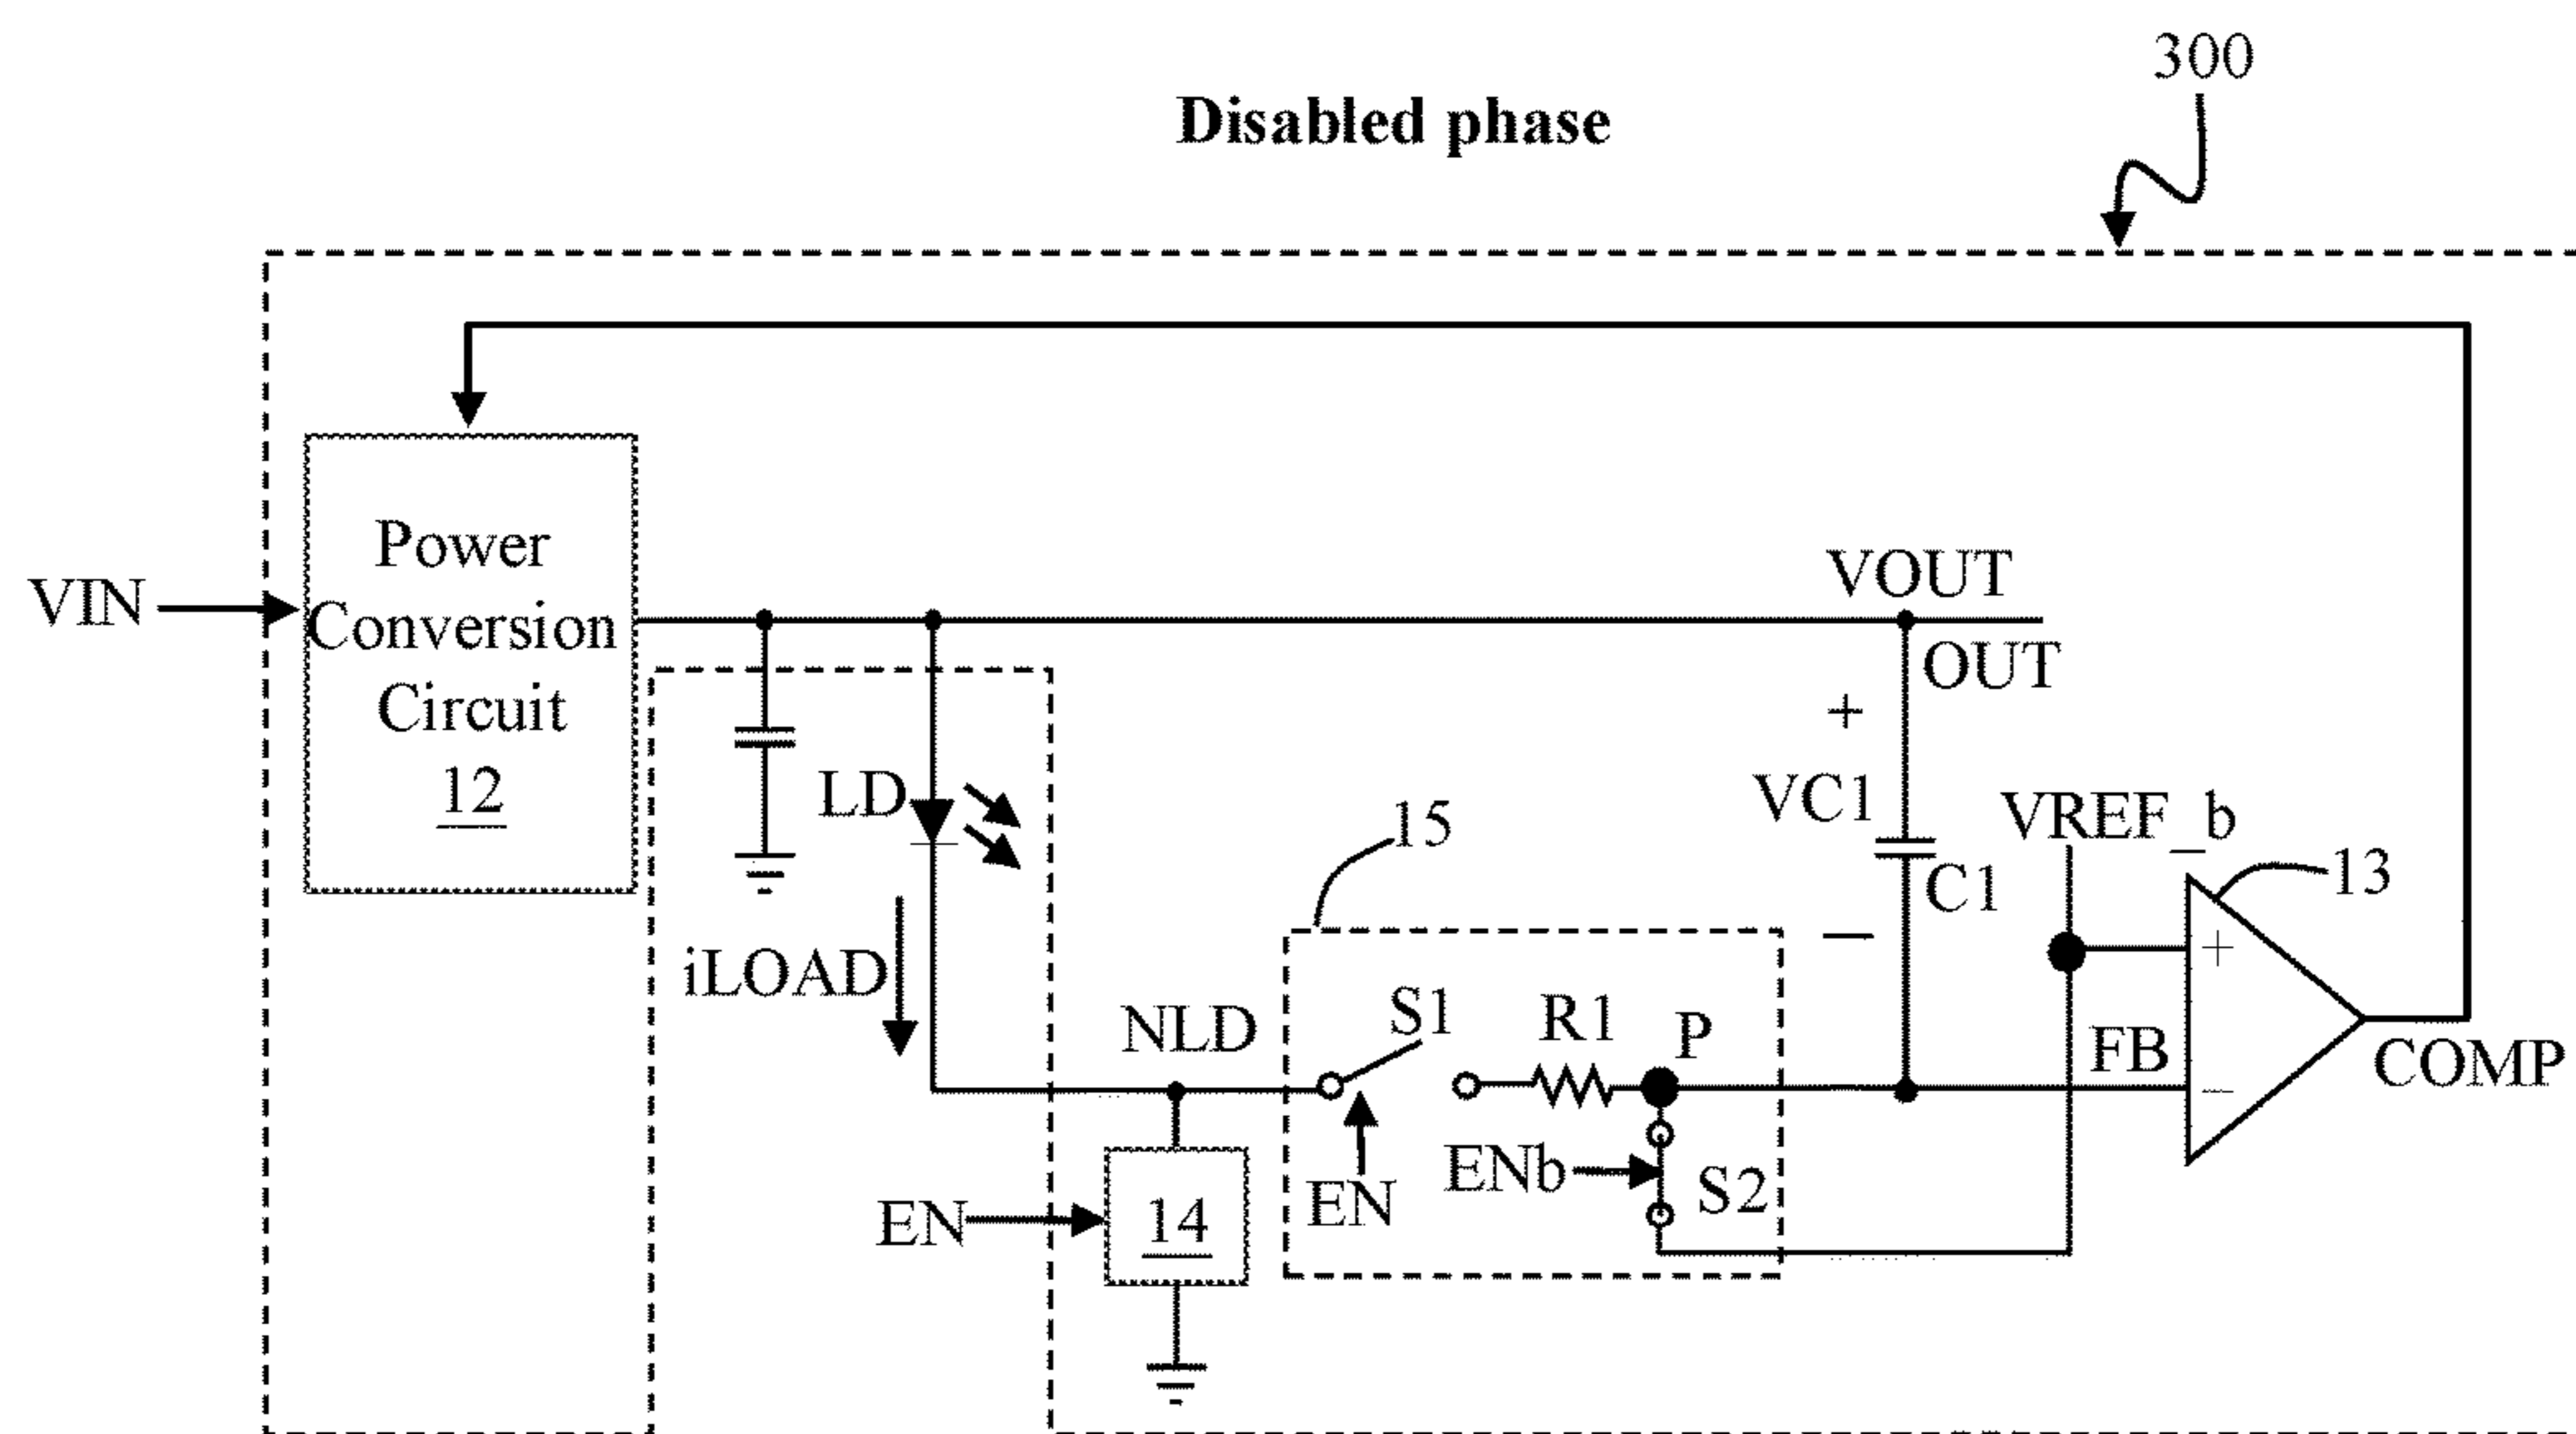 300
Disabled phase
VIN
Power
Conversion
Circuit
12
VOUT
OUT
+
VC1
C1
−
LD
iLOAD
15
VREF_b
13
+
−
FB
COMP
NLD
S1
R1
P
EN
ENb
S2
EN
14